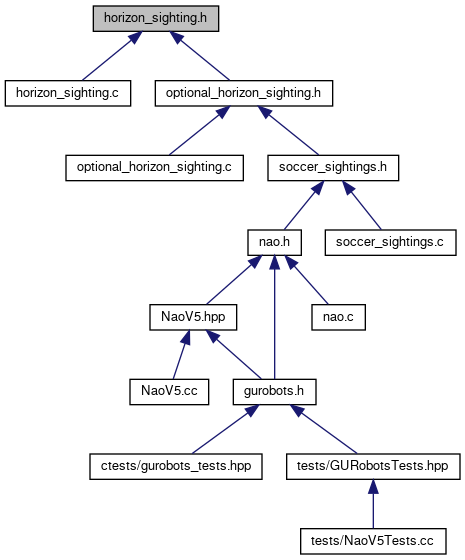 horizon_sighting.h
horizon_sighting.c
optional_horizon_sighting.h
optional_horizon_sighting.c
soccer_sightings.h
nao.h
soccer_sightings.c
NaoV5.hpp
nao.c
NaoV5.cc
gurobots.h
ctests/gurobots_tests.hpp
tests/GURobotsTests.hpp
tests/NaoV5Tests.cc